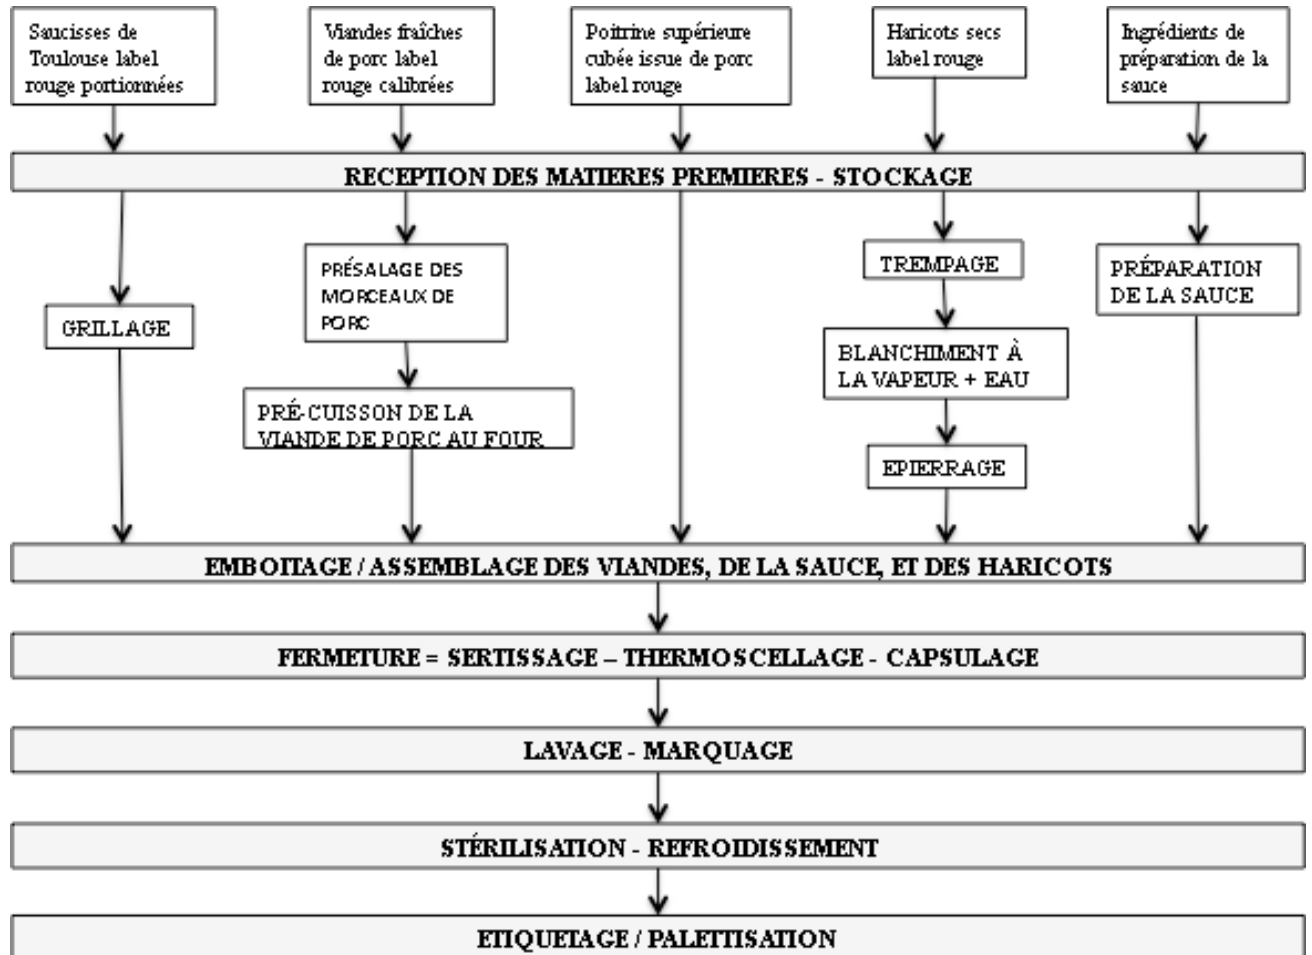 Saucisses de
Toulouse label
rouge portionnées
Viandes fraîches
de porc label
rouge calibrées
Poitrine supérieure
cubée issue de porc
label rouge
Haricots secs
label rouge
Ingrédients de
préparation de la
sauce
RECEPTION DES MATIERES PREMIERES - STOCKAGE
GRILLAGE
PRÉSALAGE DES
MORCEAUX DE
PORC
PRÉ-CUISSON DE LA
VIANDE DE PORC AU FOUR
TREMPAGE
BLANCHIMENT À
LA VAPEUR + EAU
EPIERRAGE
PRÉPARATION
DE LA SAUCE
EMBOITAGE / ASSEMBLAGE DES VIANDES, DE LA SAUCE, ET DES HARICOTS
FERMETURE = SERTISSAGE – THERMOSCELLAGE - CAPSULAGE
LAVAGE - MARQUAGE
STÉRILISATION - REFROIDISSEMENT
ETIQUETAGE / PALETTISATION